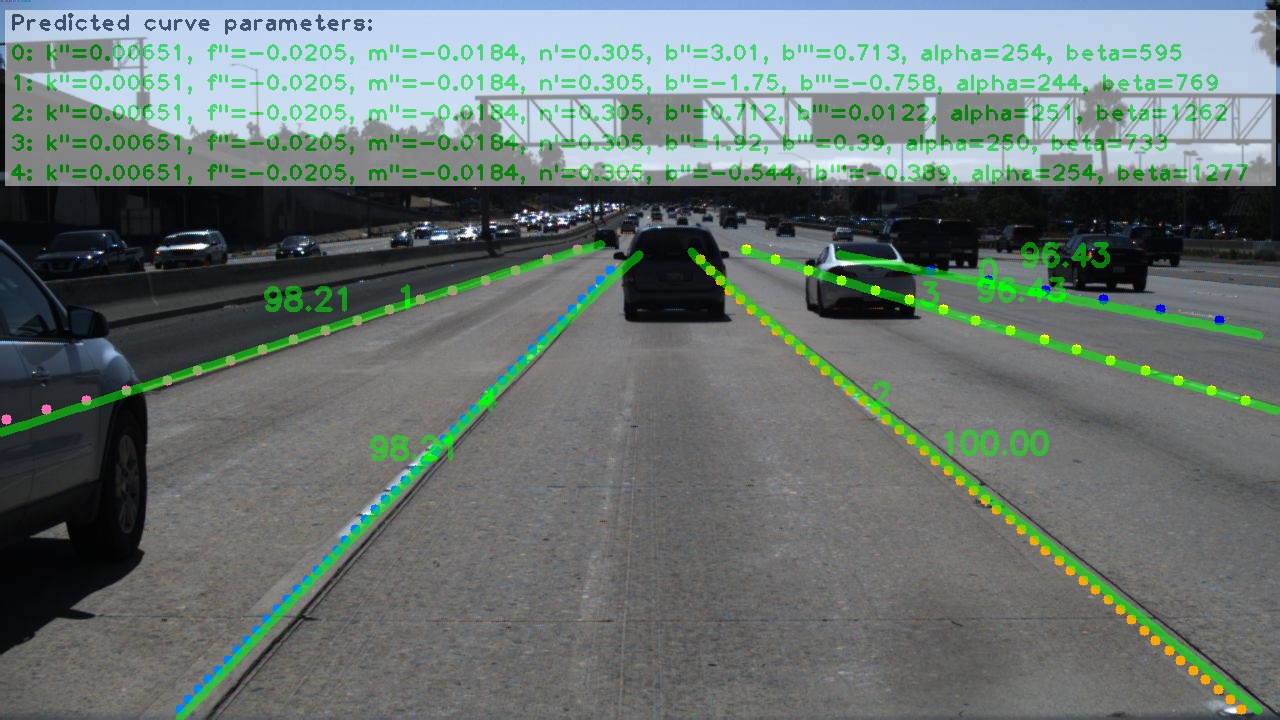 Predicted curve parameters:
0: k''=0.00651, f''=-0.0205, m''=-0.0184, n'=0.305, b''=3.01, b'''=0.713, alpha=254, beta=595
1: k''=0.00651, f''=-0.0205, m''=-0.0184, n'=0.305, b''=-1.75, b'''=-0.758, alpha=244, beta=769
2: k''=0.00651, f''=-0.0205, m''=-0.0184, n'=0.305, b''=0.712, b'''=0.0122, alpha=251, beta=1262
3: k''=0.00651, f''=-0.0205, m''=-0.0184, n'=0.305, b''=1.92, b'''=0.39, alpha=250, beta=733
4: k''=0.00651, f''=-0.0205, m''=-0.0184, n'=0.305, b''=-0.544, b'''=-0.389, alpha=254, beta=1277
96.43
0
98.21 1
3 96.43
4
2
98.21
100.00